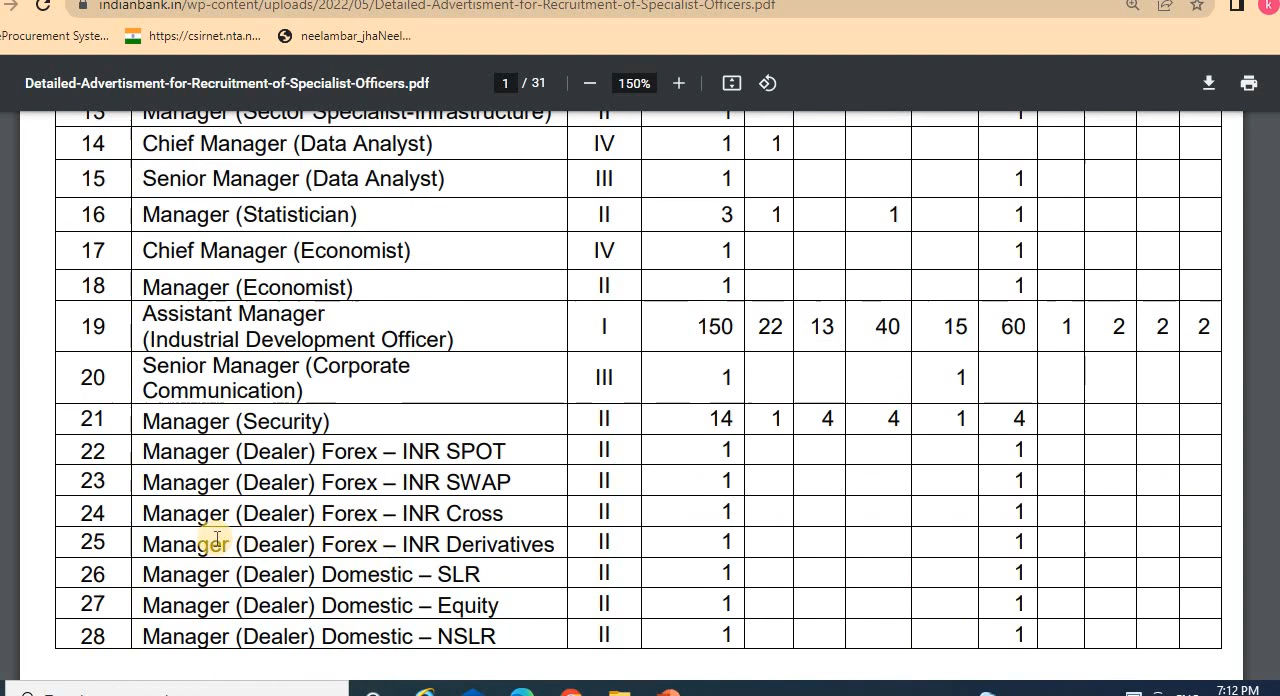 indianbank.in/wp-content/uploads/2022/05/Detailed-Advertisment-for-Recruitment-of-Specialist-Officers.pdf
k
eProcurement Syste... https://csirnet.nta.n... neelambar_jhaNeel...
Detailed-Advertisment-for-Recruitment-of-Specialist-Officers.pdf 1 / 31 150%
13 Manager (Sector Specialist-Infrastructure) II 1 1
14 Chief Manager (Data Analyst) IV 1 1
15 Senior Manager (Data Analyst) III 1 1
16 Manager (Statistician) II 3 1 1 1
17 Chief Manager (Economist) IV 1 1
18 Manager (Economist) II 1 1
19 Assistant Manager
(Industrial Development Officer) I 150 22 13 40 15 60 1 2 2 2
20 Senior Manager (Corporate
Communication) III 1 1
21 Manager (Security) II 14 1 4 4 1 4
22 Manager (Dealer) Forex – INR SPOT II 1 1
23 Manager (Dealer) Forex – INR SWAP II 1 1
24 Manager (Dealer) Forex – INR Cross II 1 1
25 Manager (Dealer) Forex – INR Derivatives II 1 1
26 Manager (Dealer) Domestic – SLR II 1 1
27 Manager (Dealer) Domestic – Equity II 1 1
28 Manager (Dealer) Domestic – NSLR II 1 1
7:12 PM